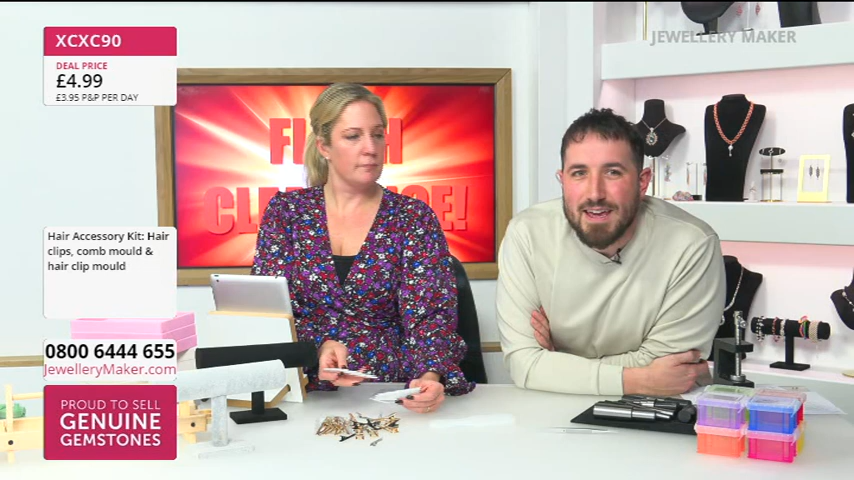 XCXC90
DEAL PRICE
£4.99
£3.95 P&P PER DAY
JEWELLERY MAKER
Hair Accessory Kit: Hair
clips, comb mould &
hair clip mould
0800 6444 655
JewelleryMaker.com
PROUD TO SELL
GENUINE
GEMSTONES